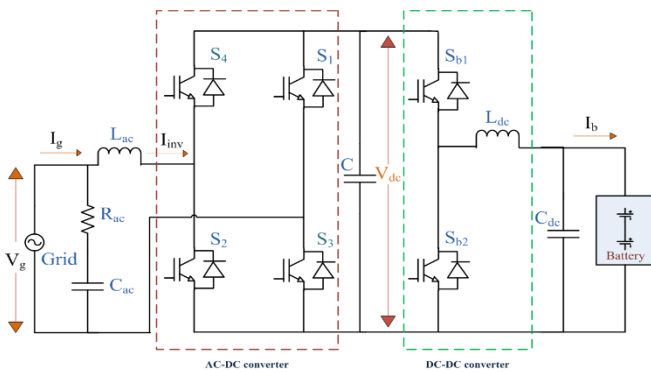 S4
S1
Sb1
Ldc
Ib
Lac
Ig
Iinv
C
Vdc
Rac
S2
S3
Sb2
Cdc
Vg
Grid
Cac
Battery
AC-DC converter
DC-DC converter